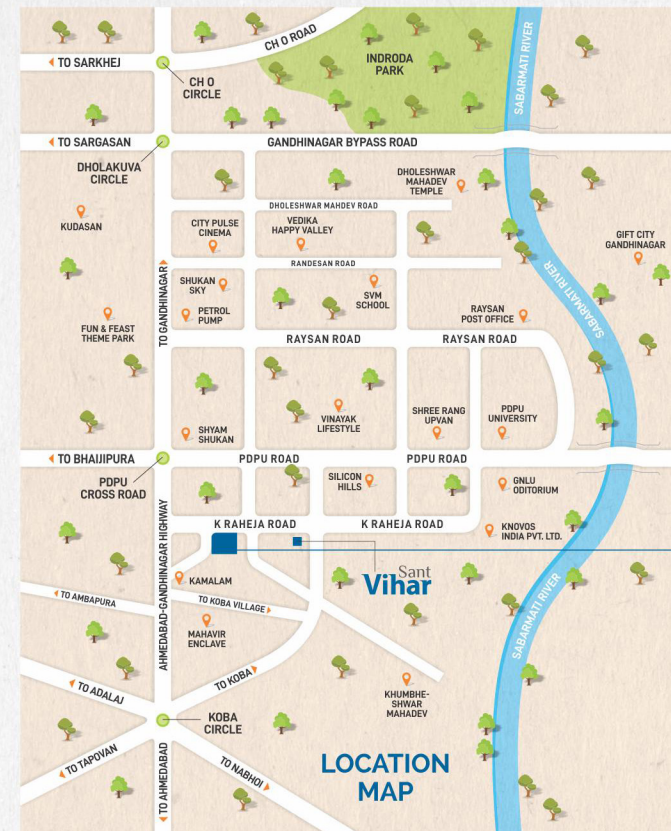 CH O ROAD
TO SARKHEJ
CH O
CIRCLE
INDRODA
PARK
SABARMATI RIVER
TO SARGASAN
GANDHINAGAR BYPASS ROAD
DHOLAKUVA
CIRCLE
DHOLESHWAR
MAHADEV
TEMPLE
DHOLESHWAR MAHDEV ROAD
KUDASAN
CITY PULSE
CINEMA
VEDIKA
HAPPY VALLEY
GIFT CITY
GANDHINAGAR
RANDESAN ROAD
TO GANDHINAGAR
SHUKAN
SKY
SVM
SCHOOL
SABARMATI RIVER
PETROL
PUMP
RAYSAN
POST OFFICE
FUN & FEAST
THEME PARK
RAYSAN ROAD
RAYSAN ROAD
SHYAM
SHUKAN
VINAYAK
LIFESTYLE
SHREE RANG
UPVAN
PDPU
UNIVERSITY
TO BHAIJIPURA
PDPU ROAD
PDPU ROAD
PDPU
CROSS ROAD
SILICON
HILLS
GNLU
ODITORIUM
AHMEDABAD-GANDHINAGAR HIGHWAY
K RAHEJA ROAD
K RAHEJA ROAD
KNOVOS
INDIA PVT. LTD.
Sant
Vihar
KAMALAM
TO AMBAPURA
TO KOBA VILLAGE
MAHAVIR
ENCLAVE
SABARMATI RIVER
TO KOBA
TO ADALAJ
KHUMBHE-
SHWAR
MAHADEV
KOBA
CIRCLE
TO TAPOVAN
TO AHMEDABAD
TO NABHOI
LOCATION
MAP